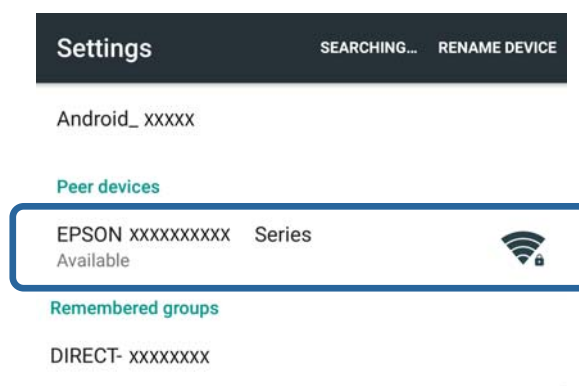 Settings SEARCHING... RENAME DEVICE
Android_ xxxxx
Peer devices
EPSON xxxxxxxxxx Series
Available
Remembered groups
DIRECT- xxxxxxxx